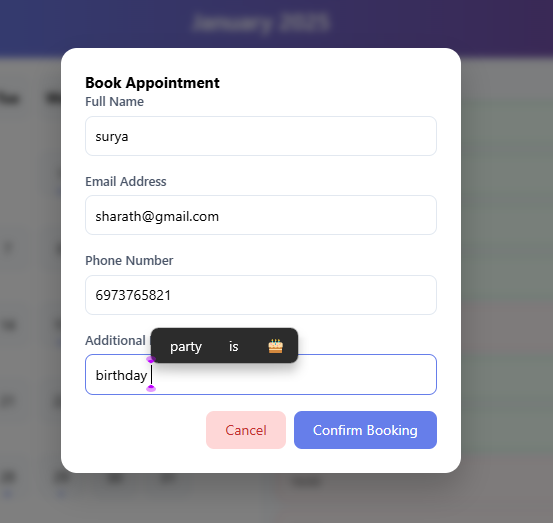 January 2025
Book Appointment
Full Name
surya
Email Address
sharath@gmail.com
Phone Number
6973765821
Additional
party is 🎂
birthday
Cancel Confirm Booking